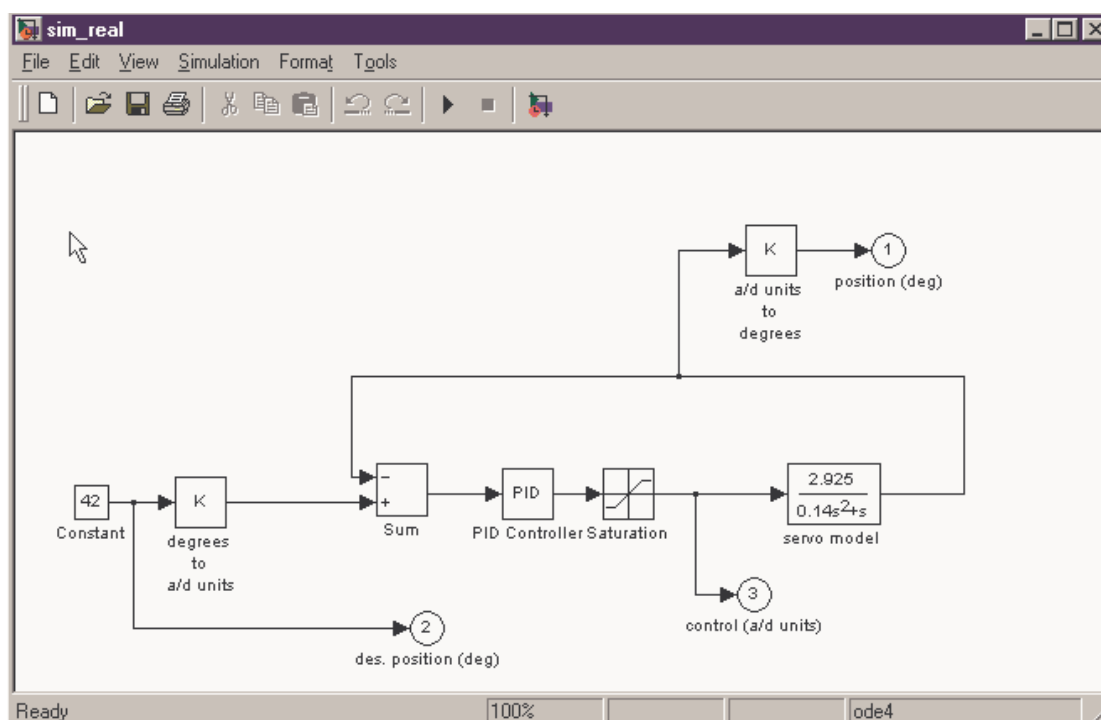 sim_real
File Edit View Simulation Format Tools
K
1
a/d units
to
degrees
position (deg)
42
Constant
K
degrees
to
a/d units
−
+
Sum
PID
PID Controller
Saturation
2.925
0.14s²+s
servo model
3
control (a/d units)
2
des. position (deg)
Ready 100% ode4